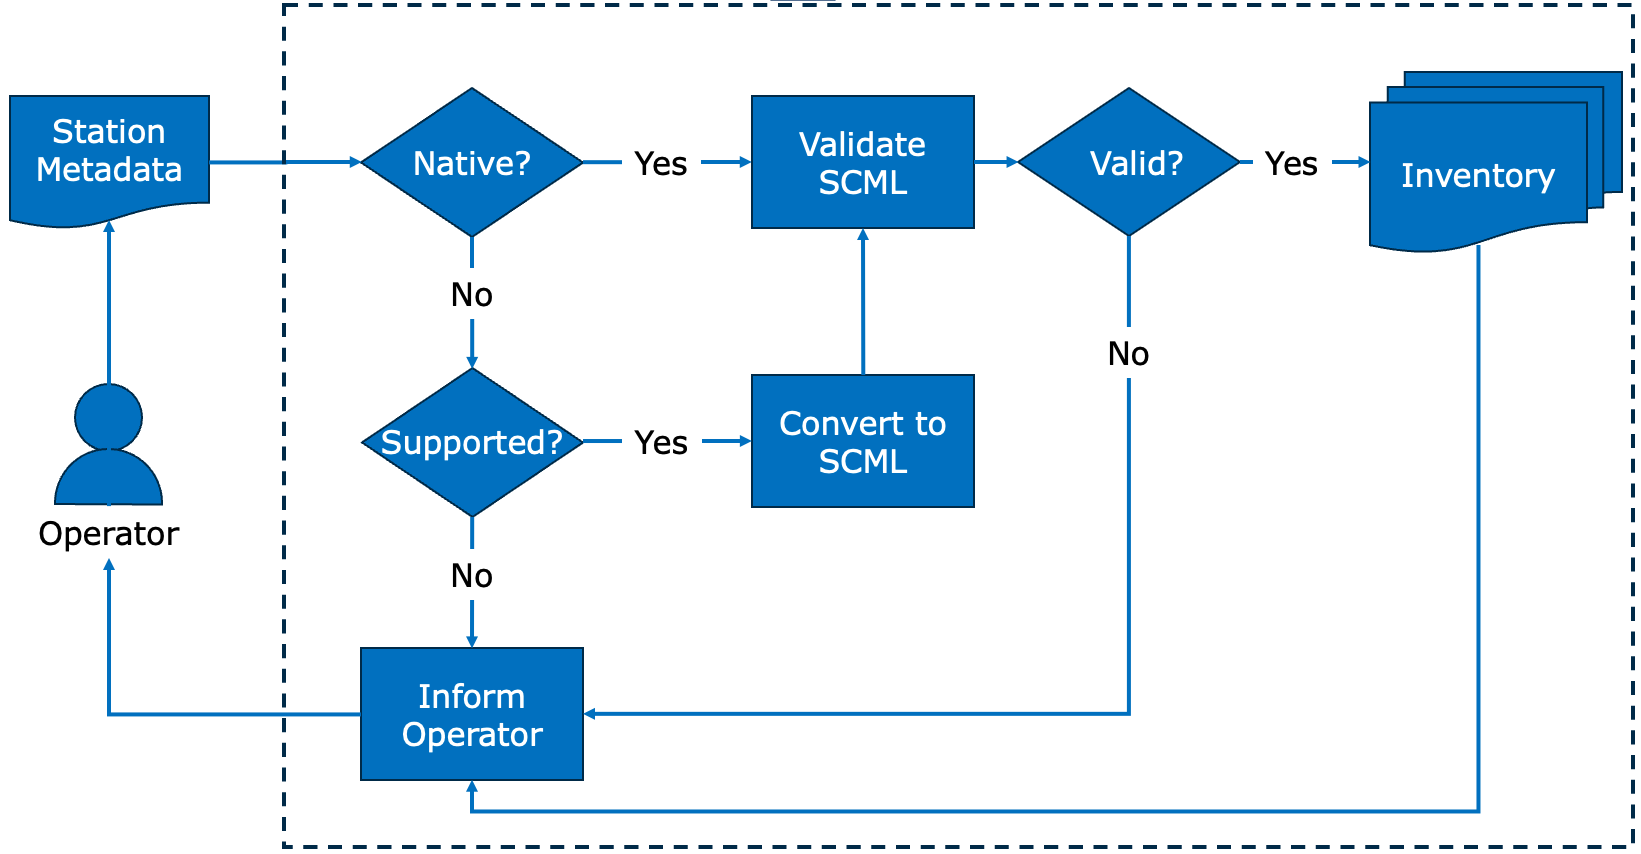 Station
Metadata
Native?
Yes
Validate
SCML
Valid?
Yes
Inventory
No
No
Supported?
Yes
Convert to
SCML
Operator
No
Inform
Operator